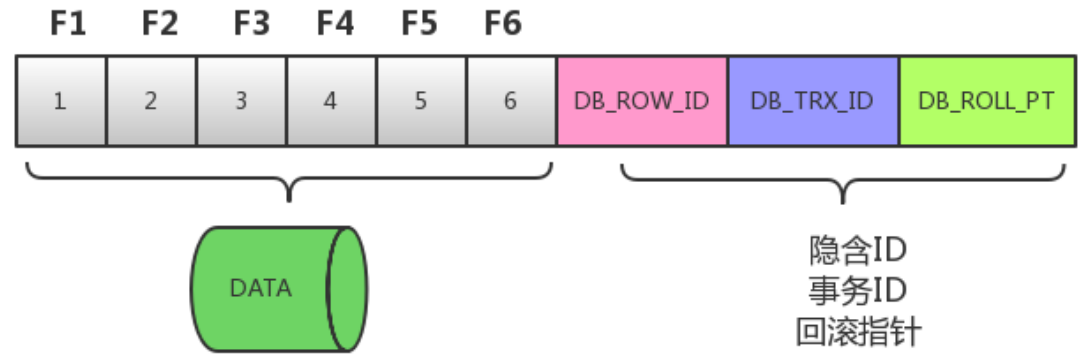 F1 F2 F3 F4 F5 F6
1 2 3 4 5 6 DB_ROW_ID DB_TRX_ID DB_ROLL_PT
隐含ID
事务ID
DATA
回滚指针